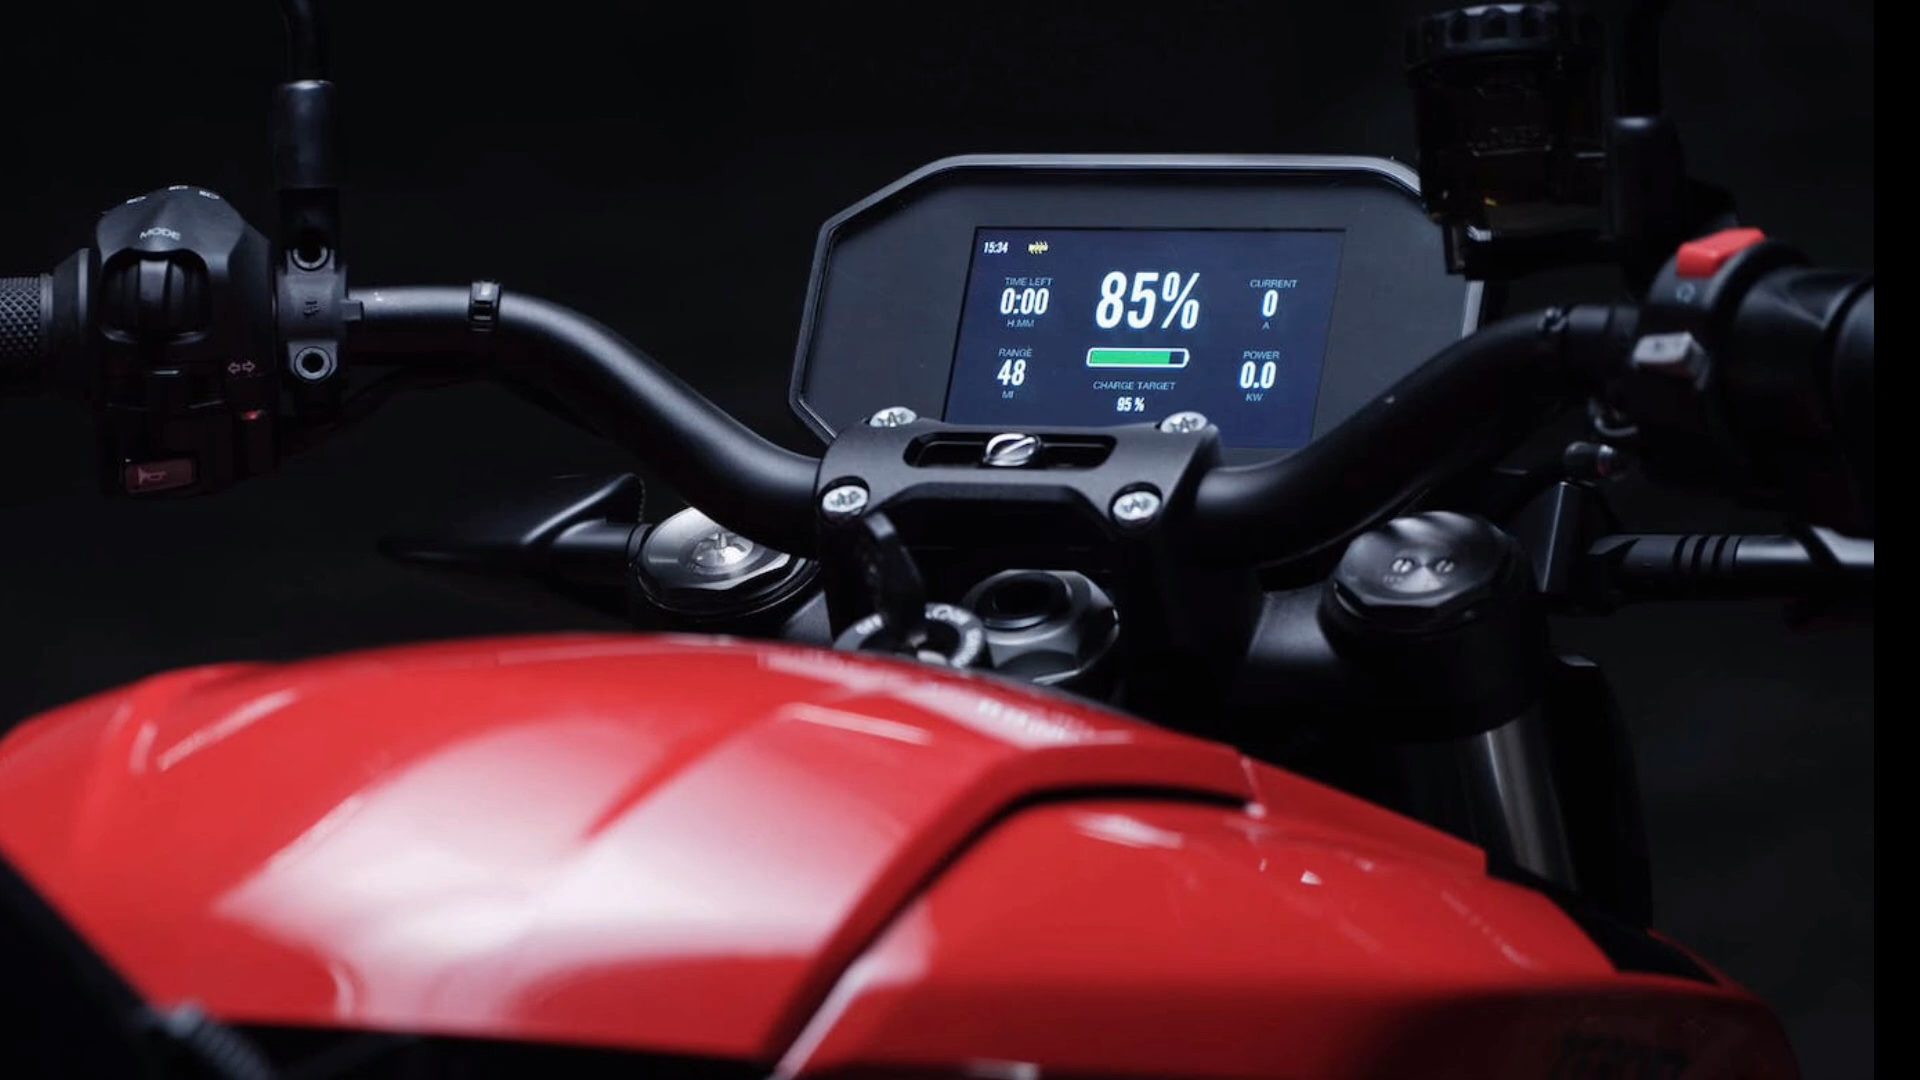 MODE
15:34
TIME LEFT
0:00
H:MM
85%
CURRENT
0
A
RANGE
48
MI
CHARGE TARGET
95 %
POWER
0.0
KW